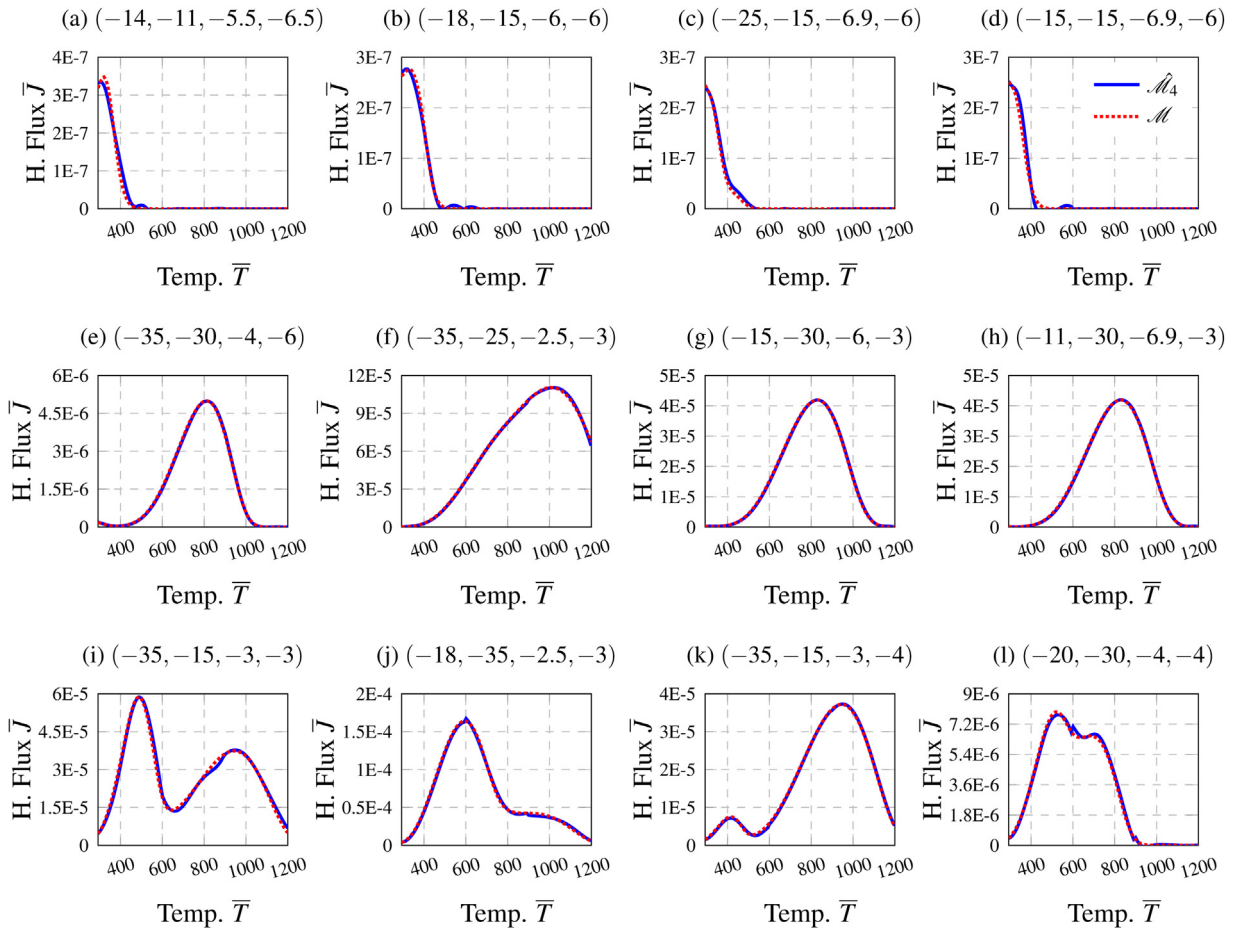 (a) (−14, −11, −5.5, −6.5)
H. Flux J̅
4E-7
3E-7
2E-7
1E-7
0
400 600 800 1000 1200
Temp. T̅
(b) (−18, −15, −6, −6)
H. Flux J̅
3E-7
2E-7
1E-7
0
400 600 800 1000 1200
Temp. T̅
(c) (−25, −15, −6.9, −6)
H. Flux J̅
3E-7
2E-7
1E-7
0
400 600 800 1000 1200
Temp. T̅
(d) (−15, −15, −6.9, −6)
H. Flux J̅
3E-7
2E-7
1E-7
0
ℳ̂₄
ℳ
400 600 800 1000 1200
Temp. T̅
(e) (−35, −30, −4, −6)
H. Flux J̅
6E-6
4.5E-6
3E-6
1.5E-6
0
400 600 800 1000 1200
Temp. T̅
(f) (−35, −25, −2.5, −3)
H. Flux J̅
12E-5
9E-5
6E-5
3E-5
0
400 600 800 1000 1200
Temp. T̅
(g) (−15, −30, −6, −3)
H. Flux J̅
5E-5
4E-5
3E-5
2E-5
1E-5
0
400 600 800 1000 1200
Temp. T̅
(h) (−11, −30, −6.9, −3)
H. Flux J̅
5E-5
4E-5
3E-5
2E-5
1E-5
0
400 600 800 1000 1200
Temp. T̅
(i) (−35, −15, −3, −3)
H. Flux J̅
6E-5
4.5E-5
3E-5
1.5E-5
0
400 600 800 1000 1200
Temp. T̅
(j) (−18, −35, −2.5, −3)
H. Flux J̅
2E-4
1.5E-4
1E-4
0.5E-4
0
400 600 800 1000 1200
Temp. T̅
(k) (−35, −15, −3, −4)
H. Flux J̅
4E-5
3E-5
2E-5
1E-5
0
400 600 800 1000 1200
Temp. T̅
(l) (−20, −30, −4, −4)
H. Flux J̅
9E-6
7.2E-6
5.4E-6
3.6E-6
1.8E-6
0
400 600 800 1000 1200
Temp. T̅